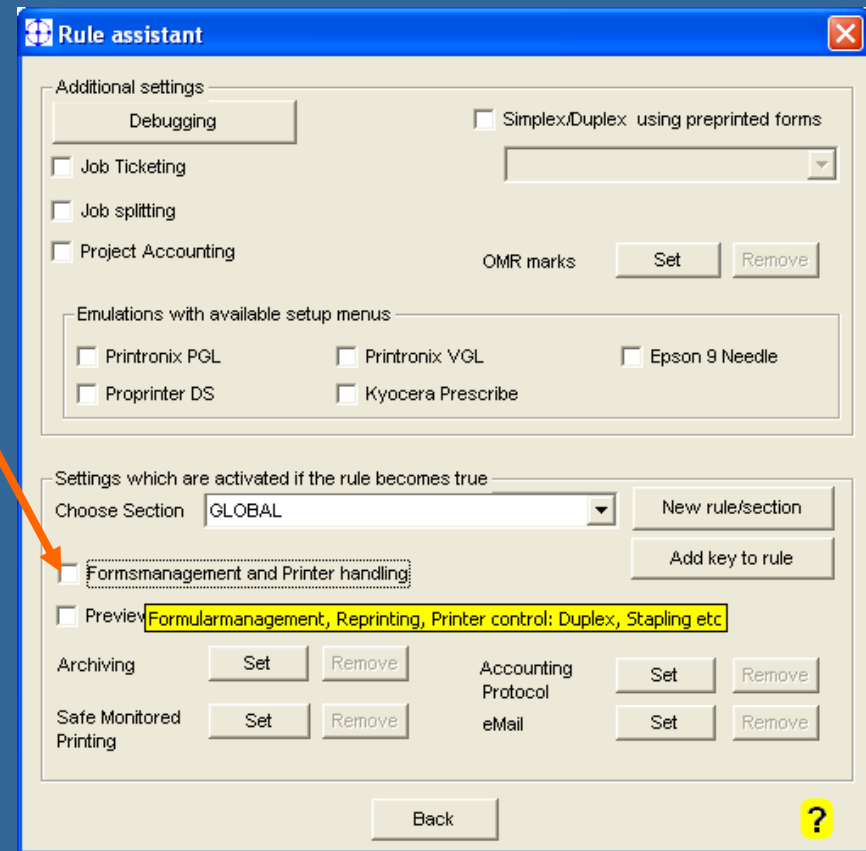 Rule assistant
Additional settings
Debugging
Simplex/Duplex using preprinted forms
Job Ticketing
Job splitting
Project Accounting
OMR marks Set Remove
Emulations with available setup menus
Printronix PGL Printronix VGL Epson 9 Needle
Proprinter DS Kyocera Prescribe
Settings which are activated if the rule becomes true
Choose Section GLOBAL New rule/section
Add key to rule
Formsmanagement and Printer handling
Preview Formularmanagement, Reprinting, Printer control: Duplex, Stapling etc
Archiving Set Remove
Accounting
Protocol Set Remove
Safe Monitored
Printing Set Remove
eMail Set Remove
Back ?